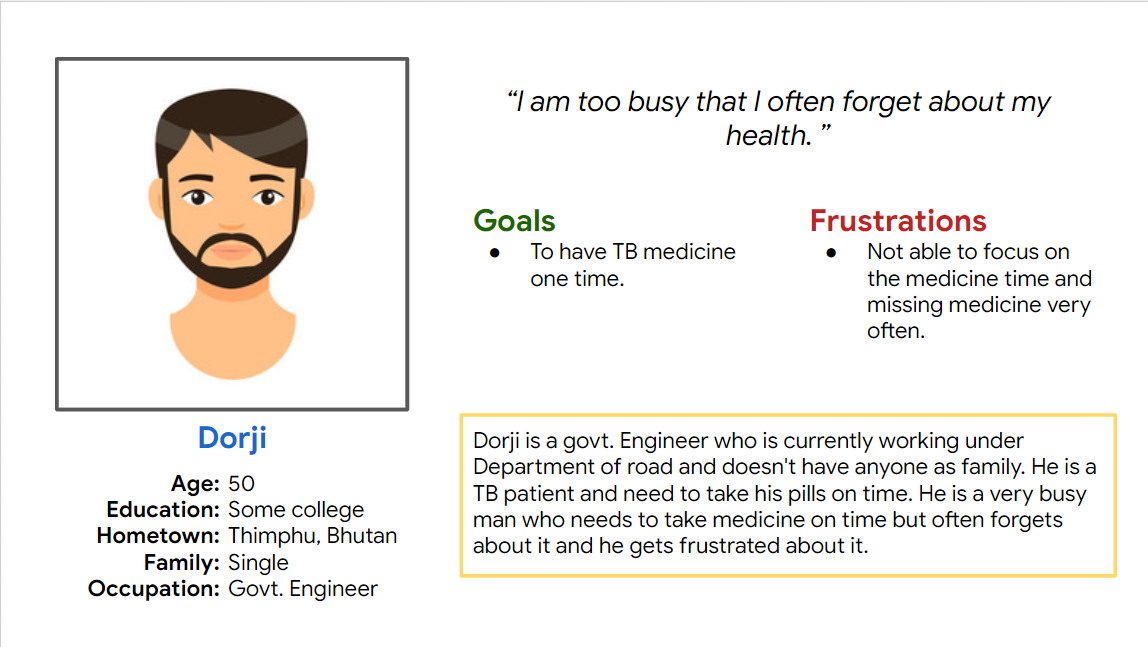 “I am too busy that I often forget about my
health. ”
Goals
● To have TB medicine
one time.
Frustrations
● Not able to focus on
the medicine time and
missing medicine very
often.
Dorji
Age: 50
Education: Some college
Hometown: Thimphu, Bhutan
Family: Single
Occupation: Govt. Engineer
Dorji is a govt. Engineer who is currently working under
Department of road and doesn't have anyone as family. He is a
TB patient and need to take his pills on time. He is a very busy
man who needs to take medicine on time but often forgets
about it and he gets frustrated about it.